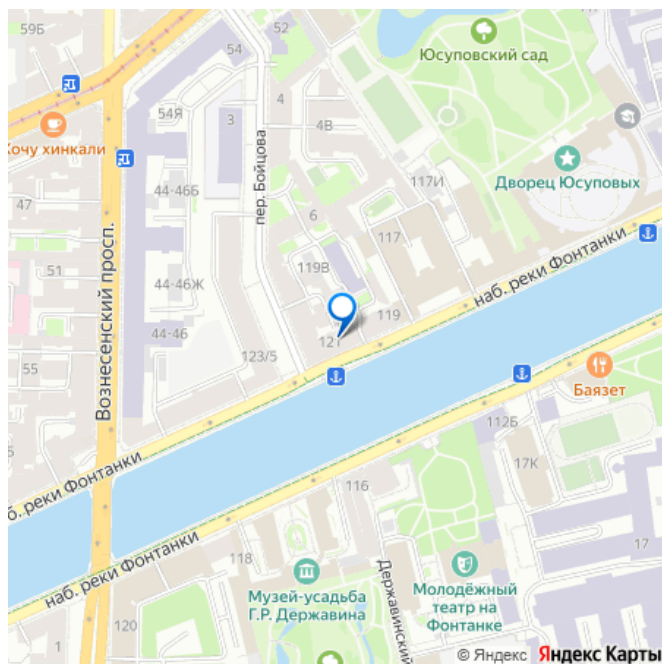 59Б
52
54
Юсуповский сад
4
54Я
3
4В
Хочу хинкали
пер. Бойцова
117И
Дворец Юсуповых
44-46Б
47
6
117
51
119В
наб. реки Фонтанки
44-46Ж
119
Вознесенский просп.
44-46
121
123/5
55
Баязет
112Б
наб. реки Фонтанки
17К
116
17
118
наб. реки Фонтанки
Музей-усадьба
Г.Р. Державина
Державинский
Молодёжный
театр на
Фонтанке
120
1
© Яндекс Яндекс Карты